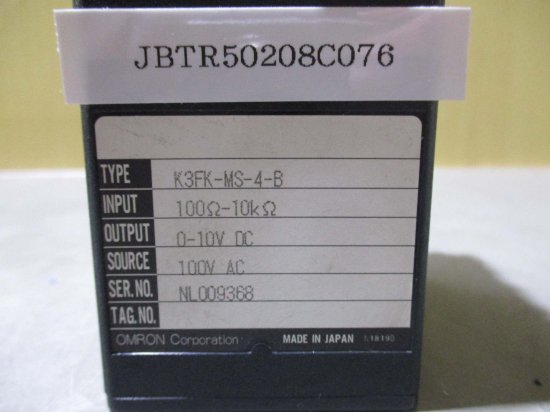 JBTR50208C076
TYPE K3FK-MS-4-B
INPUT 100Ω-10kΩ
OUTPUT 0-10V DC
SOURCE 100V AC
SER.NO. NL009368
TAG.NO.
OMRON Corporation MADE IN JAPAN